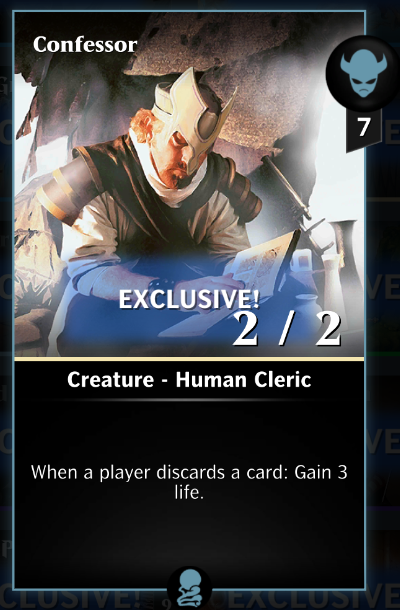 Confessor
7
EXCLUSIVE!
2 / 2
Creature - Human Cleric
When a player discards a card: Gain 3
life.